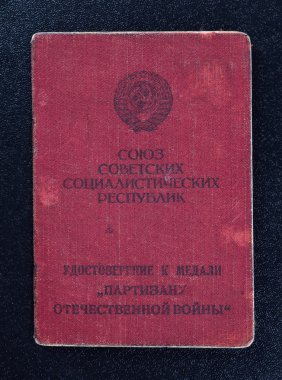 СОЮЗ
СОВЕТСКИХ
СОЦИАЛИСТИЧЕСКИХ
РЕСПУБЛИК
УДОСТОВЕРЕНИЕ К МЕДАЛИ
„ПАРТИЗАНУ
ОТЕЧЕСТВЕННОЙ ВОЙНЫ“